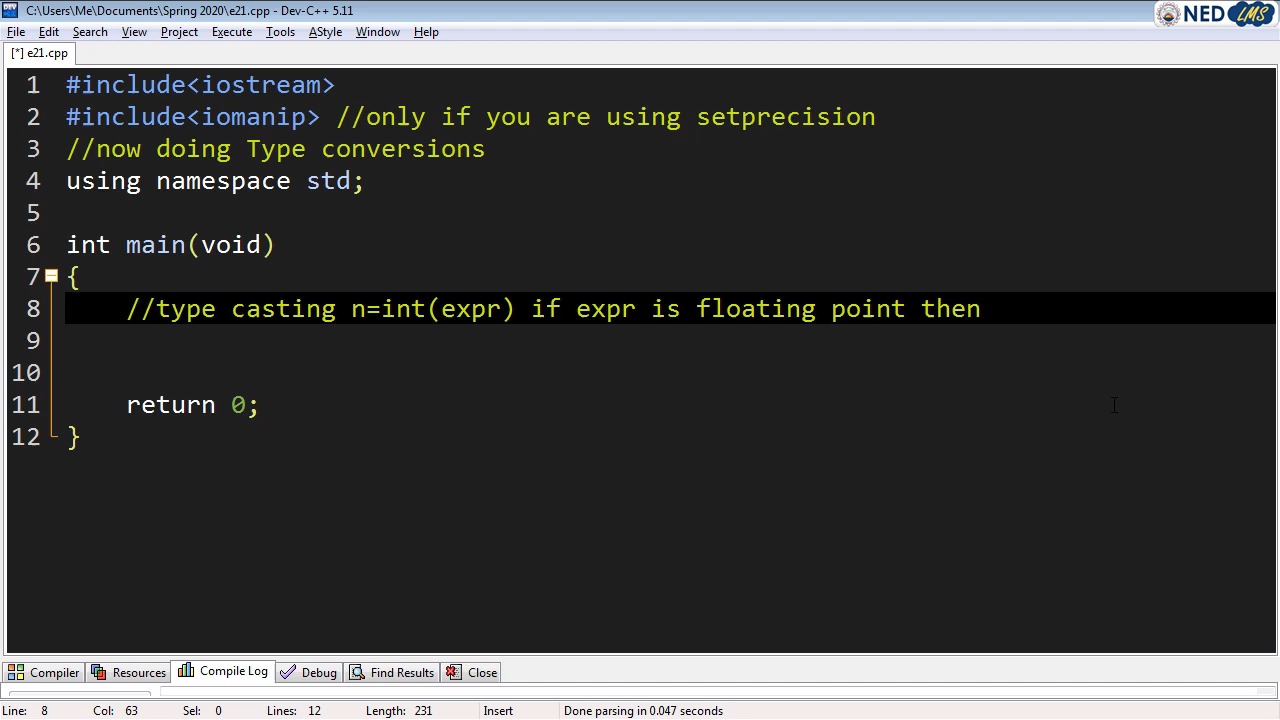 C:\Users\Me\Documents\Spring 2020\e21.cpp - Dev-C++ 5.11
NED LMS
File Edit Search View Project Execute Tools AStyle Window Help
[*] e21.cpp
1 #include<iostream>
2 #include<iomanip> //only if you are using setprecision
3 //now doing Type conversions
4 using namespace std;
5
6 int main(void)
7 {
8 //type casting n=int(expr) if expr is floating point then
9
10
11 return 0;
12 }
Compiler Resources Compile Log Debug Find Results Close
Line: 8 Col: 63 Sel: 0 Lines: 12 Length: 231 Insert Done parsing in 0.047 seconds